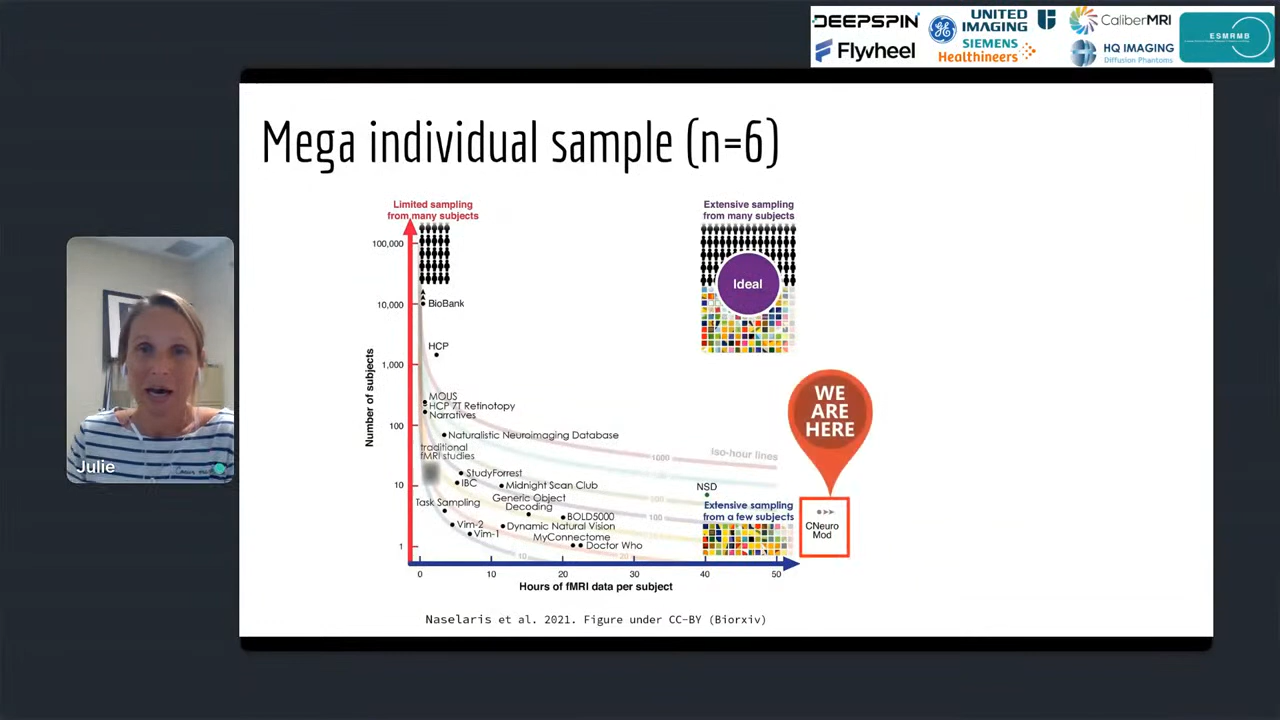 DEEPSPIN
UNITED
IMAGING
CaliberMRI
ESMRMB
Flywheel
SIEMENS
Healthineers
HQ IMAGING
Diffusion Phantoms
Mega individual sample (n=6)
Limited sampling
from many subjects
Extensive sampling
from many subjects
100,000
Ideal
10,000
BioBank
HCP
1,000
Number of subjects
MOUS
HCP 7T Retinotopy
Narratives
WE
ARE
HERE
100
Naturalistic Neuroimaging Database
traditional
fMRI studies
1000
Iso-hour lines
StudyForrest
IBC
Midnight Scan Club
10
NSD
Task Sampling
Generic Object
Decoding
100
BOLD5000
Extensive sampling
from a few subjects
Vim-2
Vim-1
Dynamic Natural Vision
MyConnectome
Doctor Who
CNeuro
Mod
1
10
20
0
10
20
30
40
50
Hours of fMRI data per subject
Naselaris et al. 2021. Figure under CC-BY (Biorxiv)
Julie